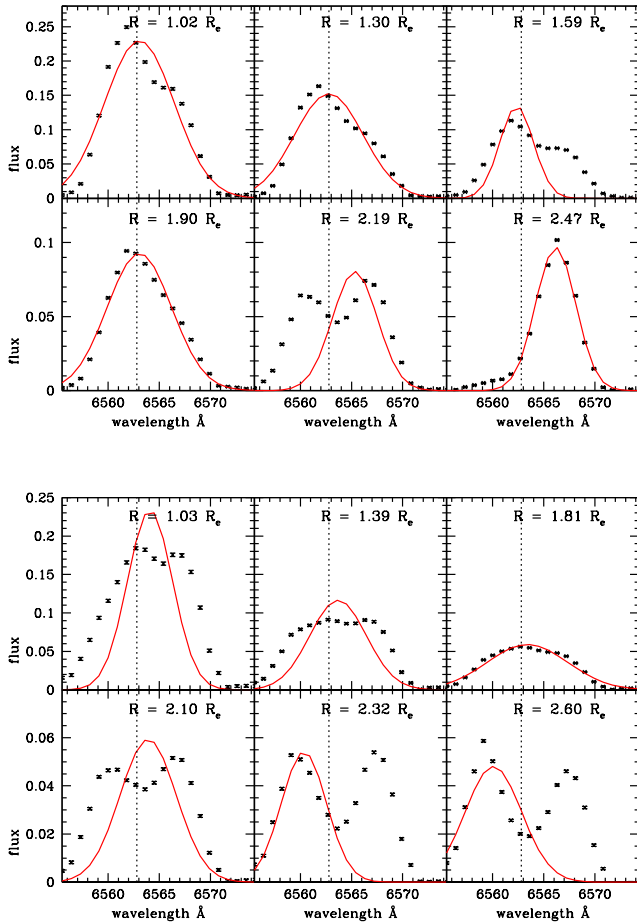 R = 1.02 Rₑ
R = 1.30 Rₑ
R = 1.59 Rₑ
0.25
0.2
0.15
0.1
0.05
0
flux
R = 1.90 Rₑ
R = 2.19 Rₑ
R = 2.47 Rₑ
0.1
0.05
0
flux
6560 6565 6570
6560 6565 6570
6560 6565 6570
wavelength Å
wavelength Å
wavelength Å
R = 1.03 Rₑ
R = 1.39 Rₑ
R = 1.81 Rₑ
0.25
0.2
0.15
0.1
0.05
0
flux
R = 2.10 Rₑ
R = 2.32 Rₑ
R = 2.60 Rₑ
0.06
0.04
0.02
0
flux
6560 6565 6570
6560 6565 6570
6560 6565 6570
wavelength Å
wavelength Å
wavelength Å